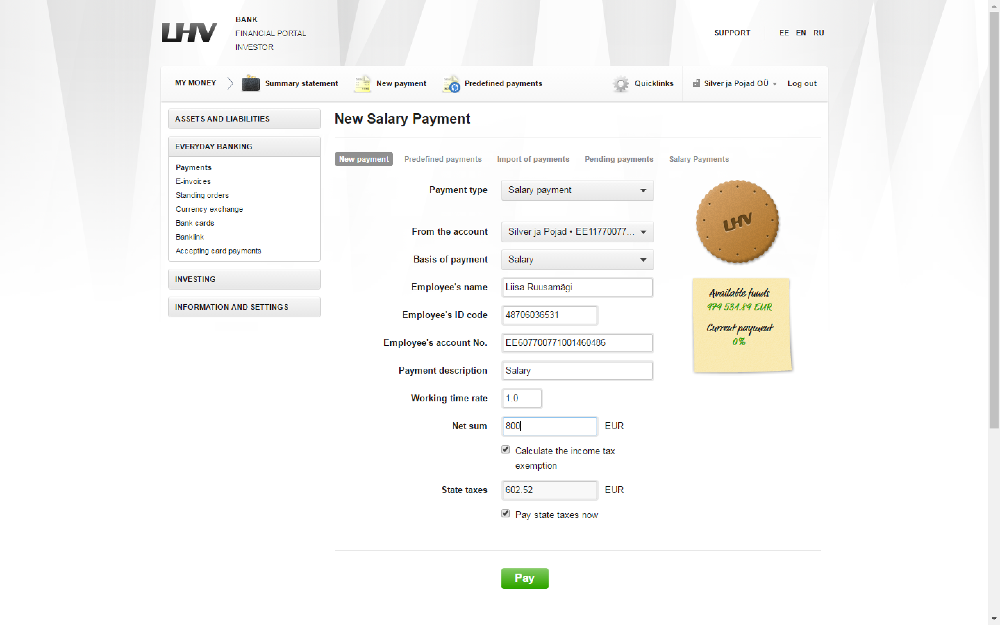 LHV
BANK
FINANCIAL PORTAL
INVESTOR
SUPPORT
EE EN RU
MY MONEY
Summary statement
New payment
Predefined payments
Quicklinks
Silver ja Pojad OÜ
Log out
ASSETS AND LIABILITIES
EVERYDAY BANKING
Payments
E-invoices
Standing orders
Currency exchange
Bank cards
Banklink
Accepting card payments
INVESTING
INFORMATION AND SETTINGS
New Salary Payment
New payment Predefined payments Import of payments Pending payments Salary Payments
Payment type Salary payment
From the account Silver ja Pojad • EE11770077...
Basis of payment Salary
Employee's name Liisa Ruusamägi
Employee's ID code 48706036531
Employee's account No. EE607700771001460486
Payment description Salary
Working time rate 1.0
Net sum 800 EUR
Calculate the income tax
exemption
State taxes 602.52 EUR
Pay state taxes now
Pay
LHV
Available funds
979 531.89 EUR
Current payment
0%